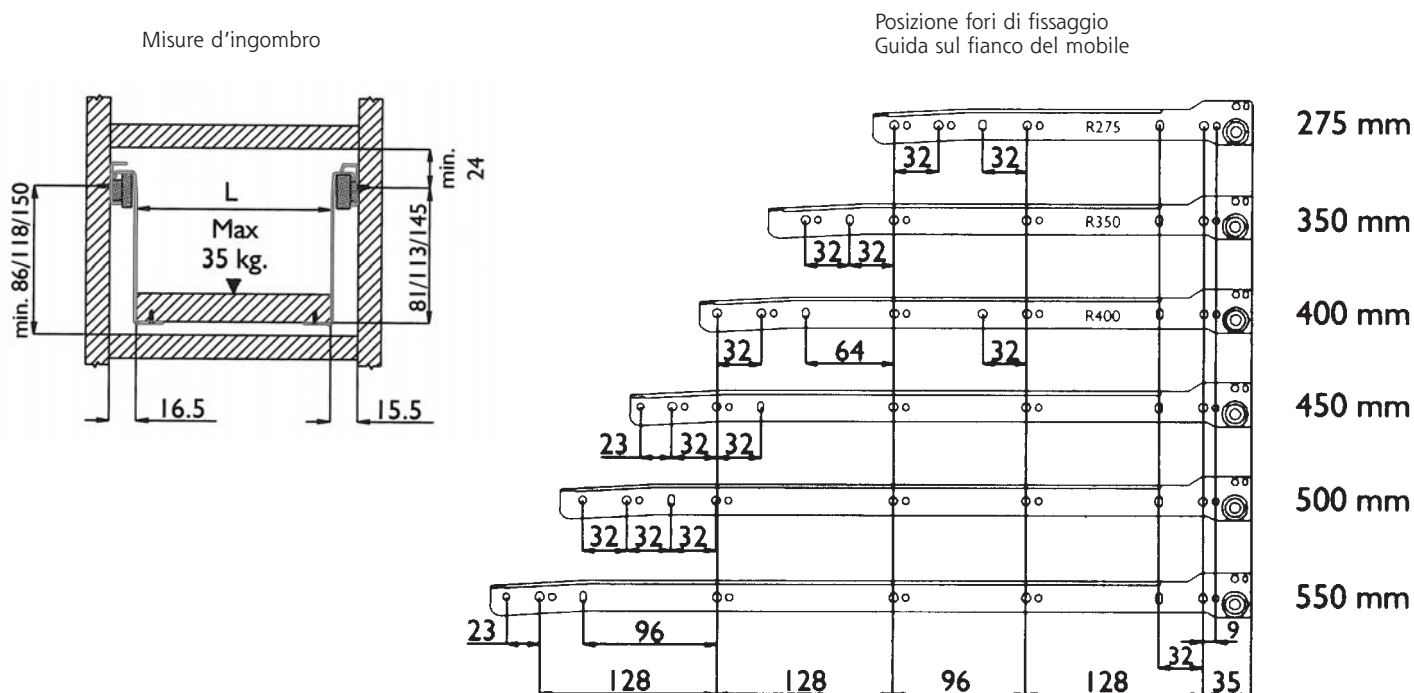 Misure d'ingombro
min. 86/118/150
L
Max
35 kg.
min.
24
81/113/145
16.5
15.5
Posizione fori di fissaggio
Guida sul fianco del mobile
R275
275 mm
32
32
R350
350 mm
32
32
R400
400 mm
32
64
32
450 mm
23
32
32
500 mm
32
32
32
550 mm
23
96
9
32
128
128
96
128
35